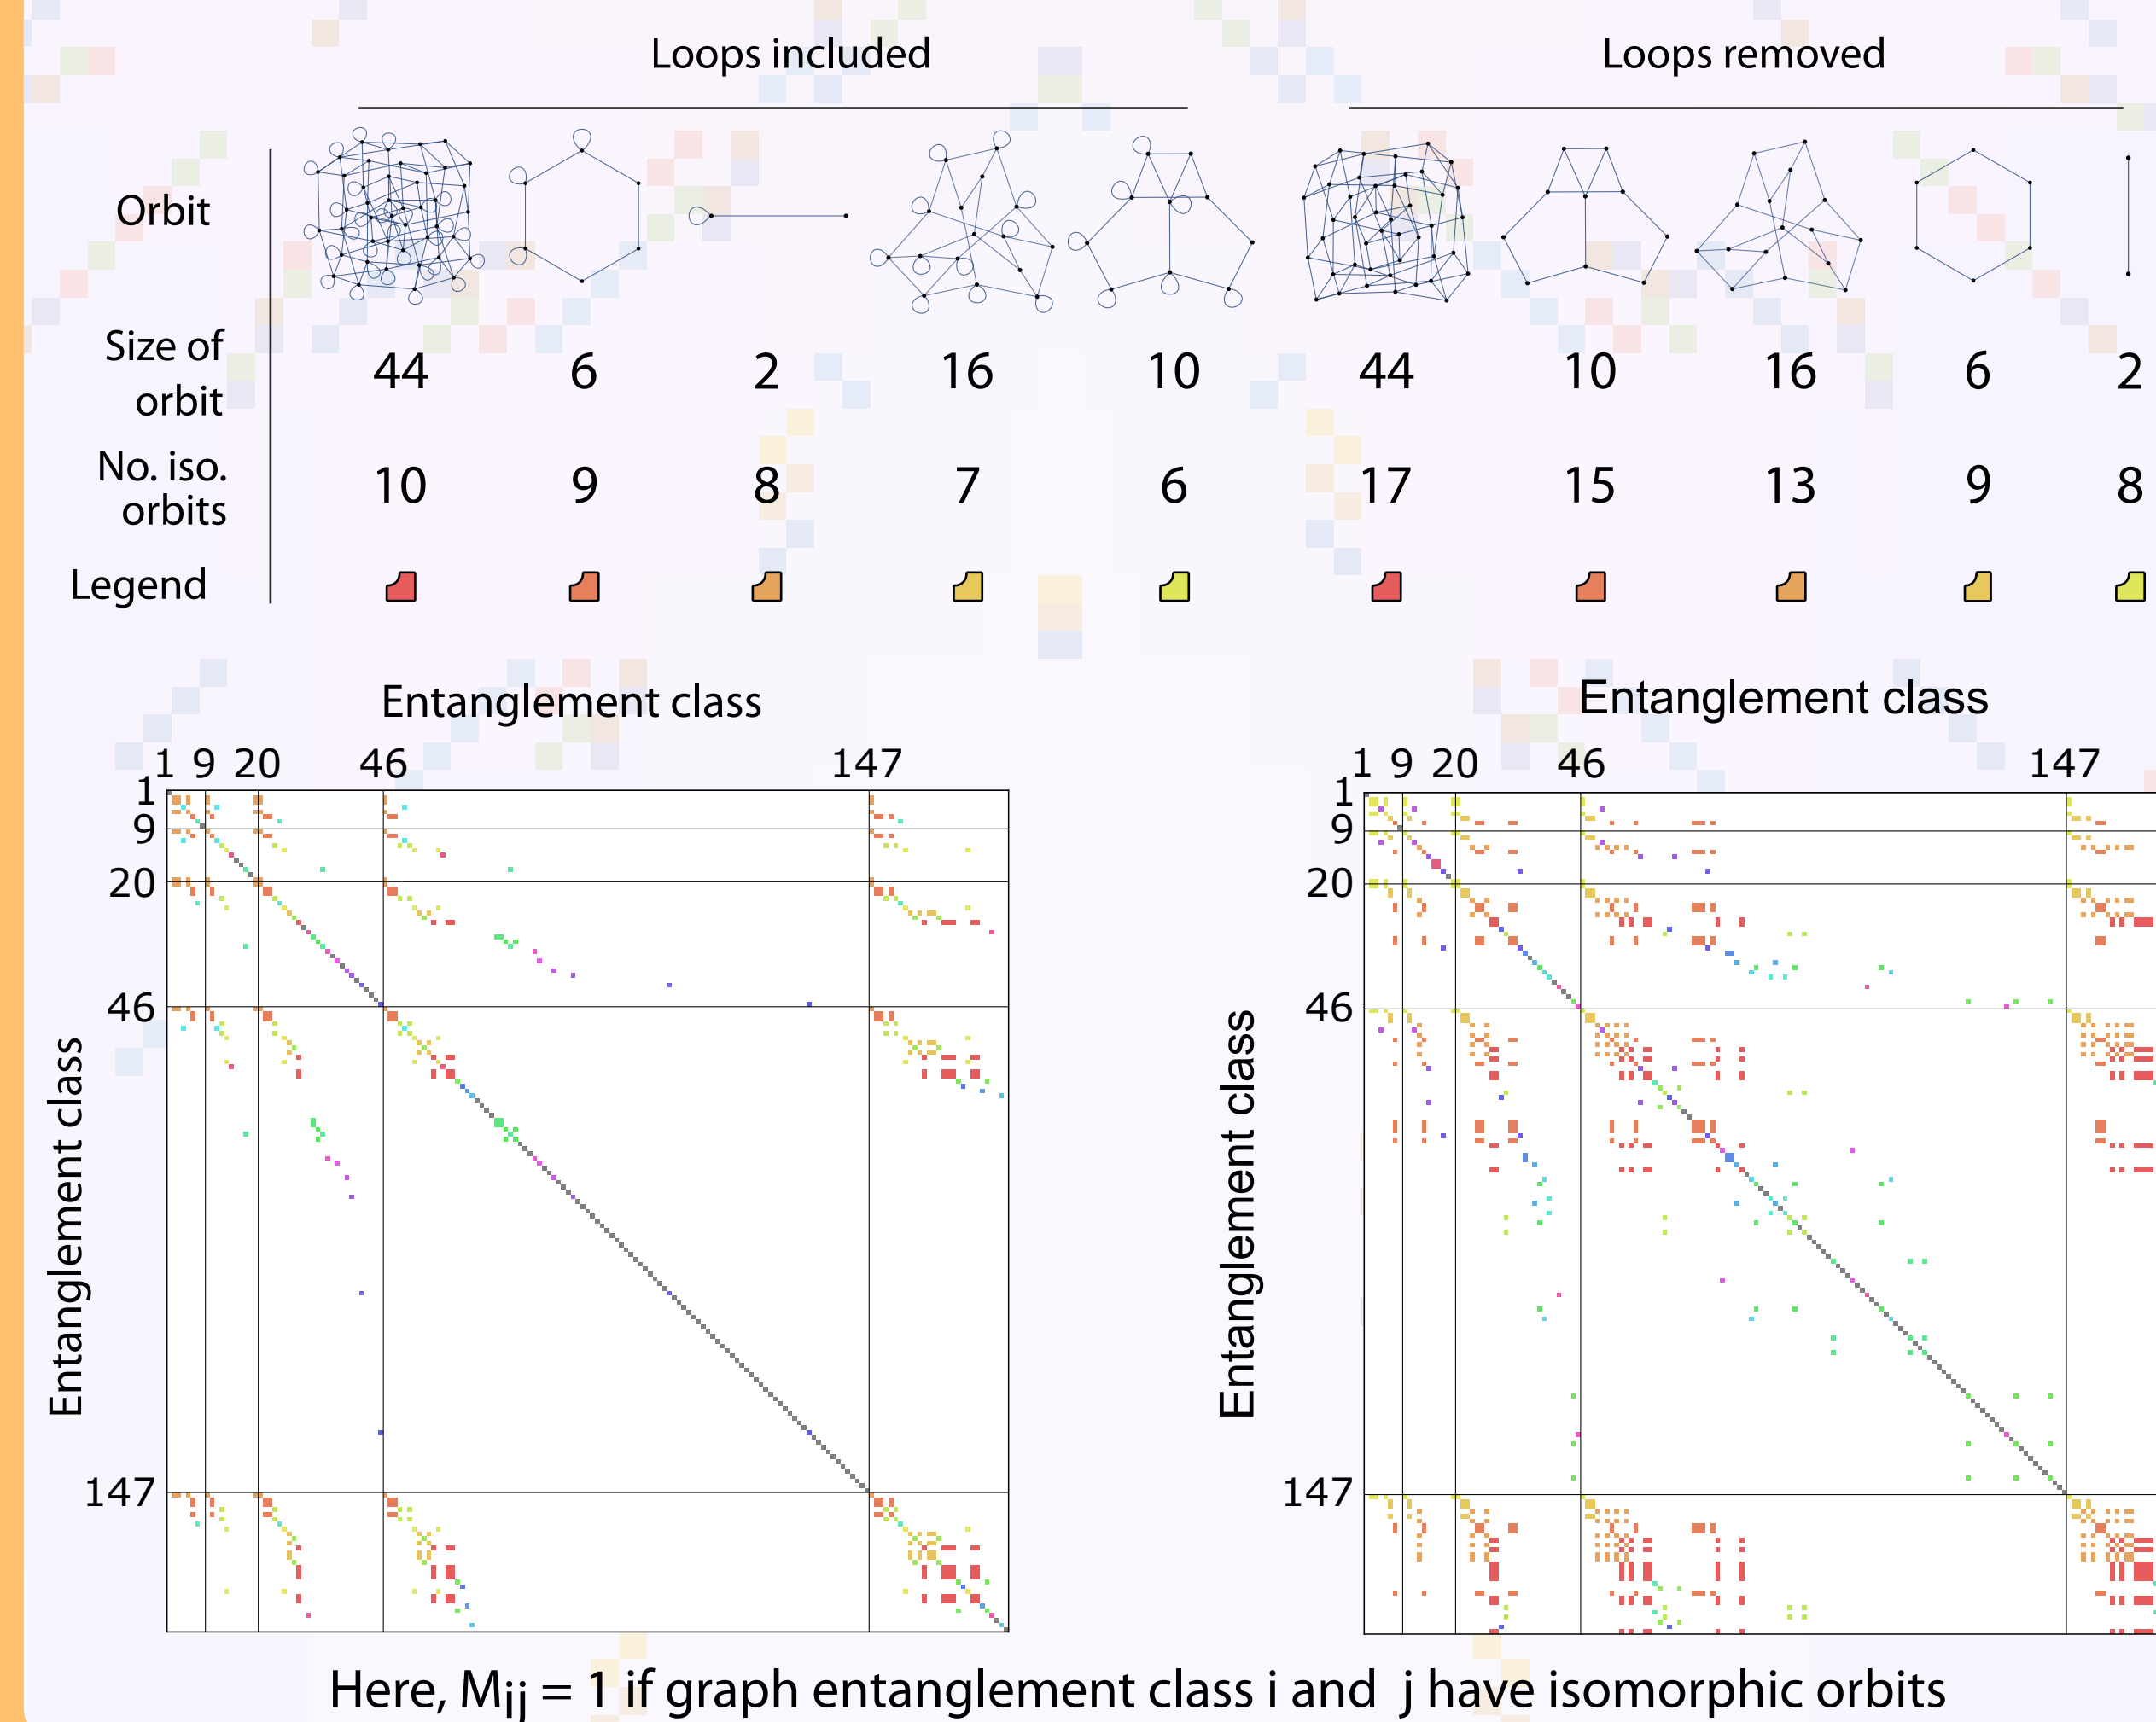 Loops included
Loops removed
Orbit
Size of
orbit
44 6 2 16 10 44 10 16 6 2
No. iso.
orbits
10 9 8 7 6 17 15 13 9 8
Legend
Entanglement class
1 9 20 46 147
1
9
20
46
147
Entanglement class
Entanglement class
1 9 20 46 147
1
9
20
46
147
Entanglement class
Here, Mij = 1 if graph entanglement class i and j have isomorphic orbits